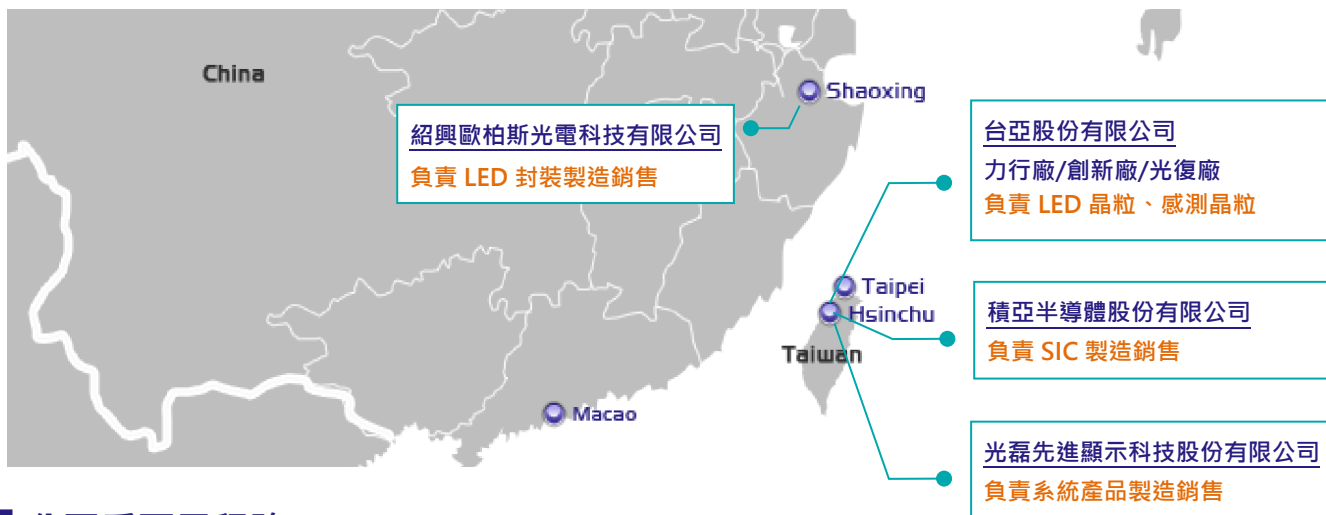 China
Shaoxing
紹興歐柏斯光電科技有限公司
負責 LED 封裝製造銷售
台亞股份有限公司
力行廠/創新廠/光復廠
負責 LED 晶粒、感測晶粒
Taipei
Hsinchu
Taiwan
積亞半導體股份有限公司
負責 SIC 製造銷售
Macao
光磊先進顯示科技股份有限公司
負責系統產品製造銷售